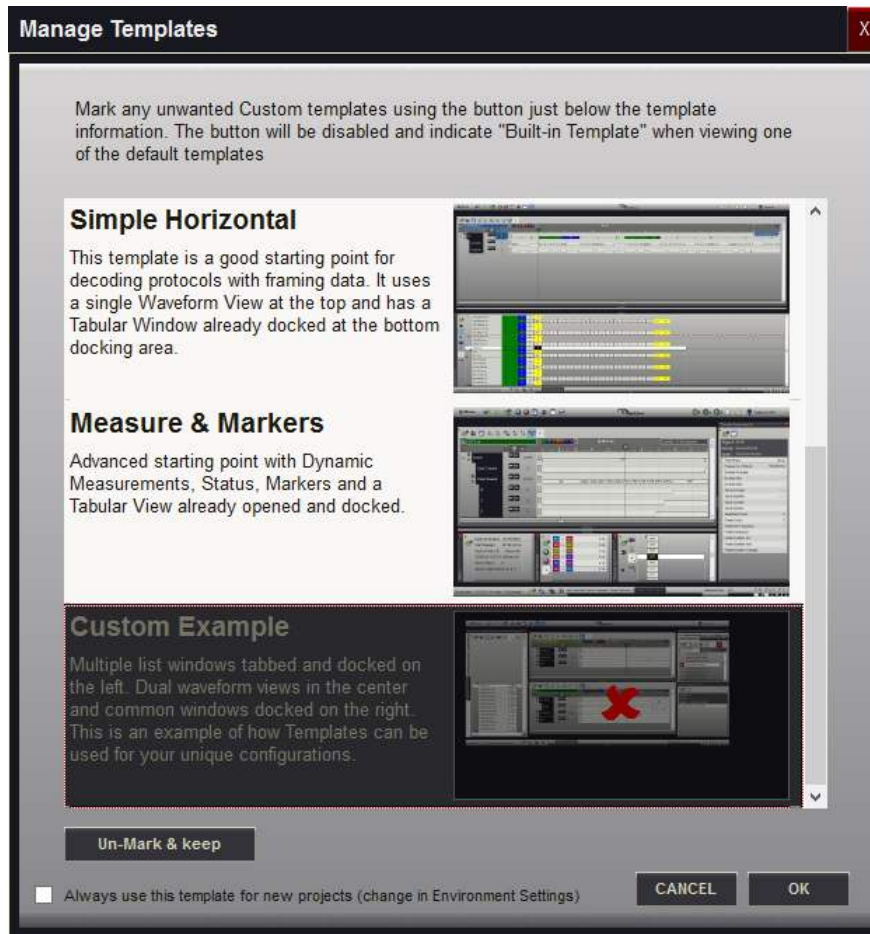 Manage Templates
X
Mark any unwanted Custom templates using the button just below the template
information. The button will be disabled and indicate "Built-in Template" when viewing one
of the default templates
Simple Horizontal
This template is a good starting point for
decoding protocols with framing data. It uses
a single Waveform View at the top and has a
Tabular Window already docked at the bottom
docking area.
Measure & Markers
Advanced starting point with Dynamic
Measurements, Status, Markers and a
Tabular View already opened and docked.
Custom Example
Multiple list windows tabbed and docked on
the left. Dual waveform views in the center
and common windows docked on the right.
This is an example of how Templates can be
used for your unique configurations.
Un-Mark & keep
Always use this template for new projects (change in Environment Settings)
CANCEL
OK